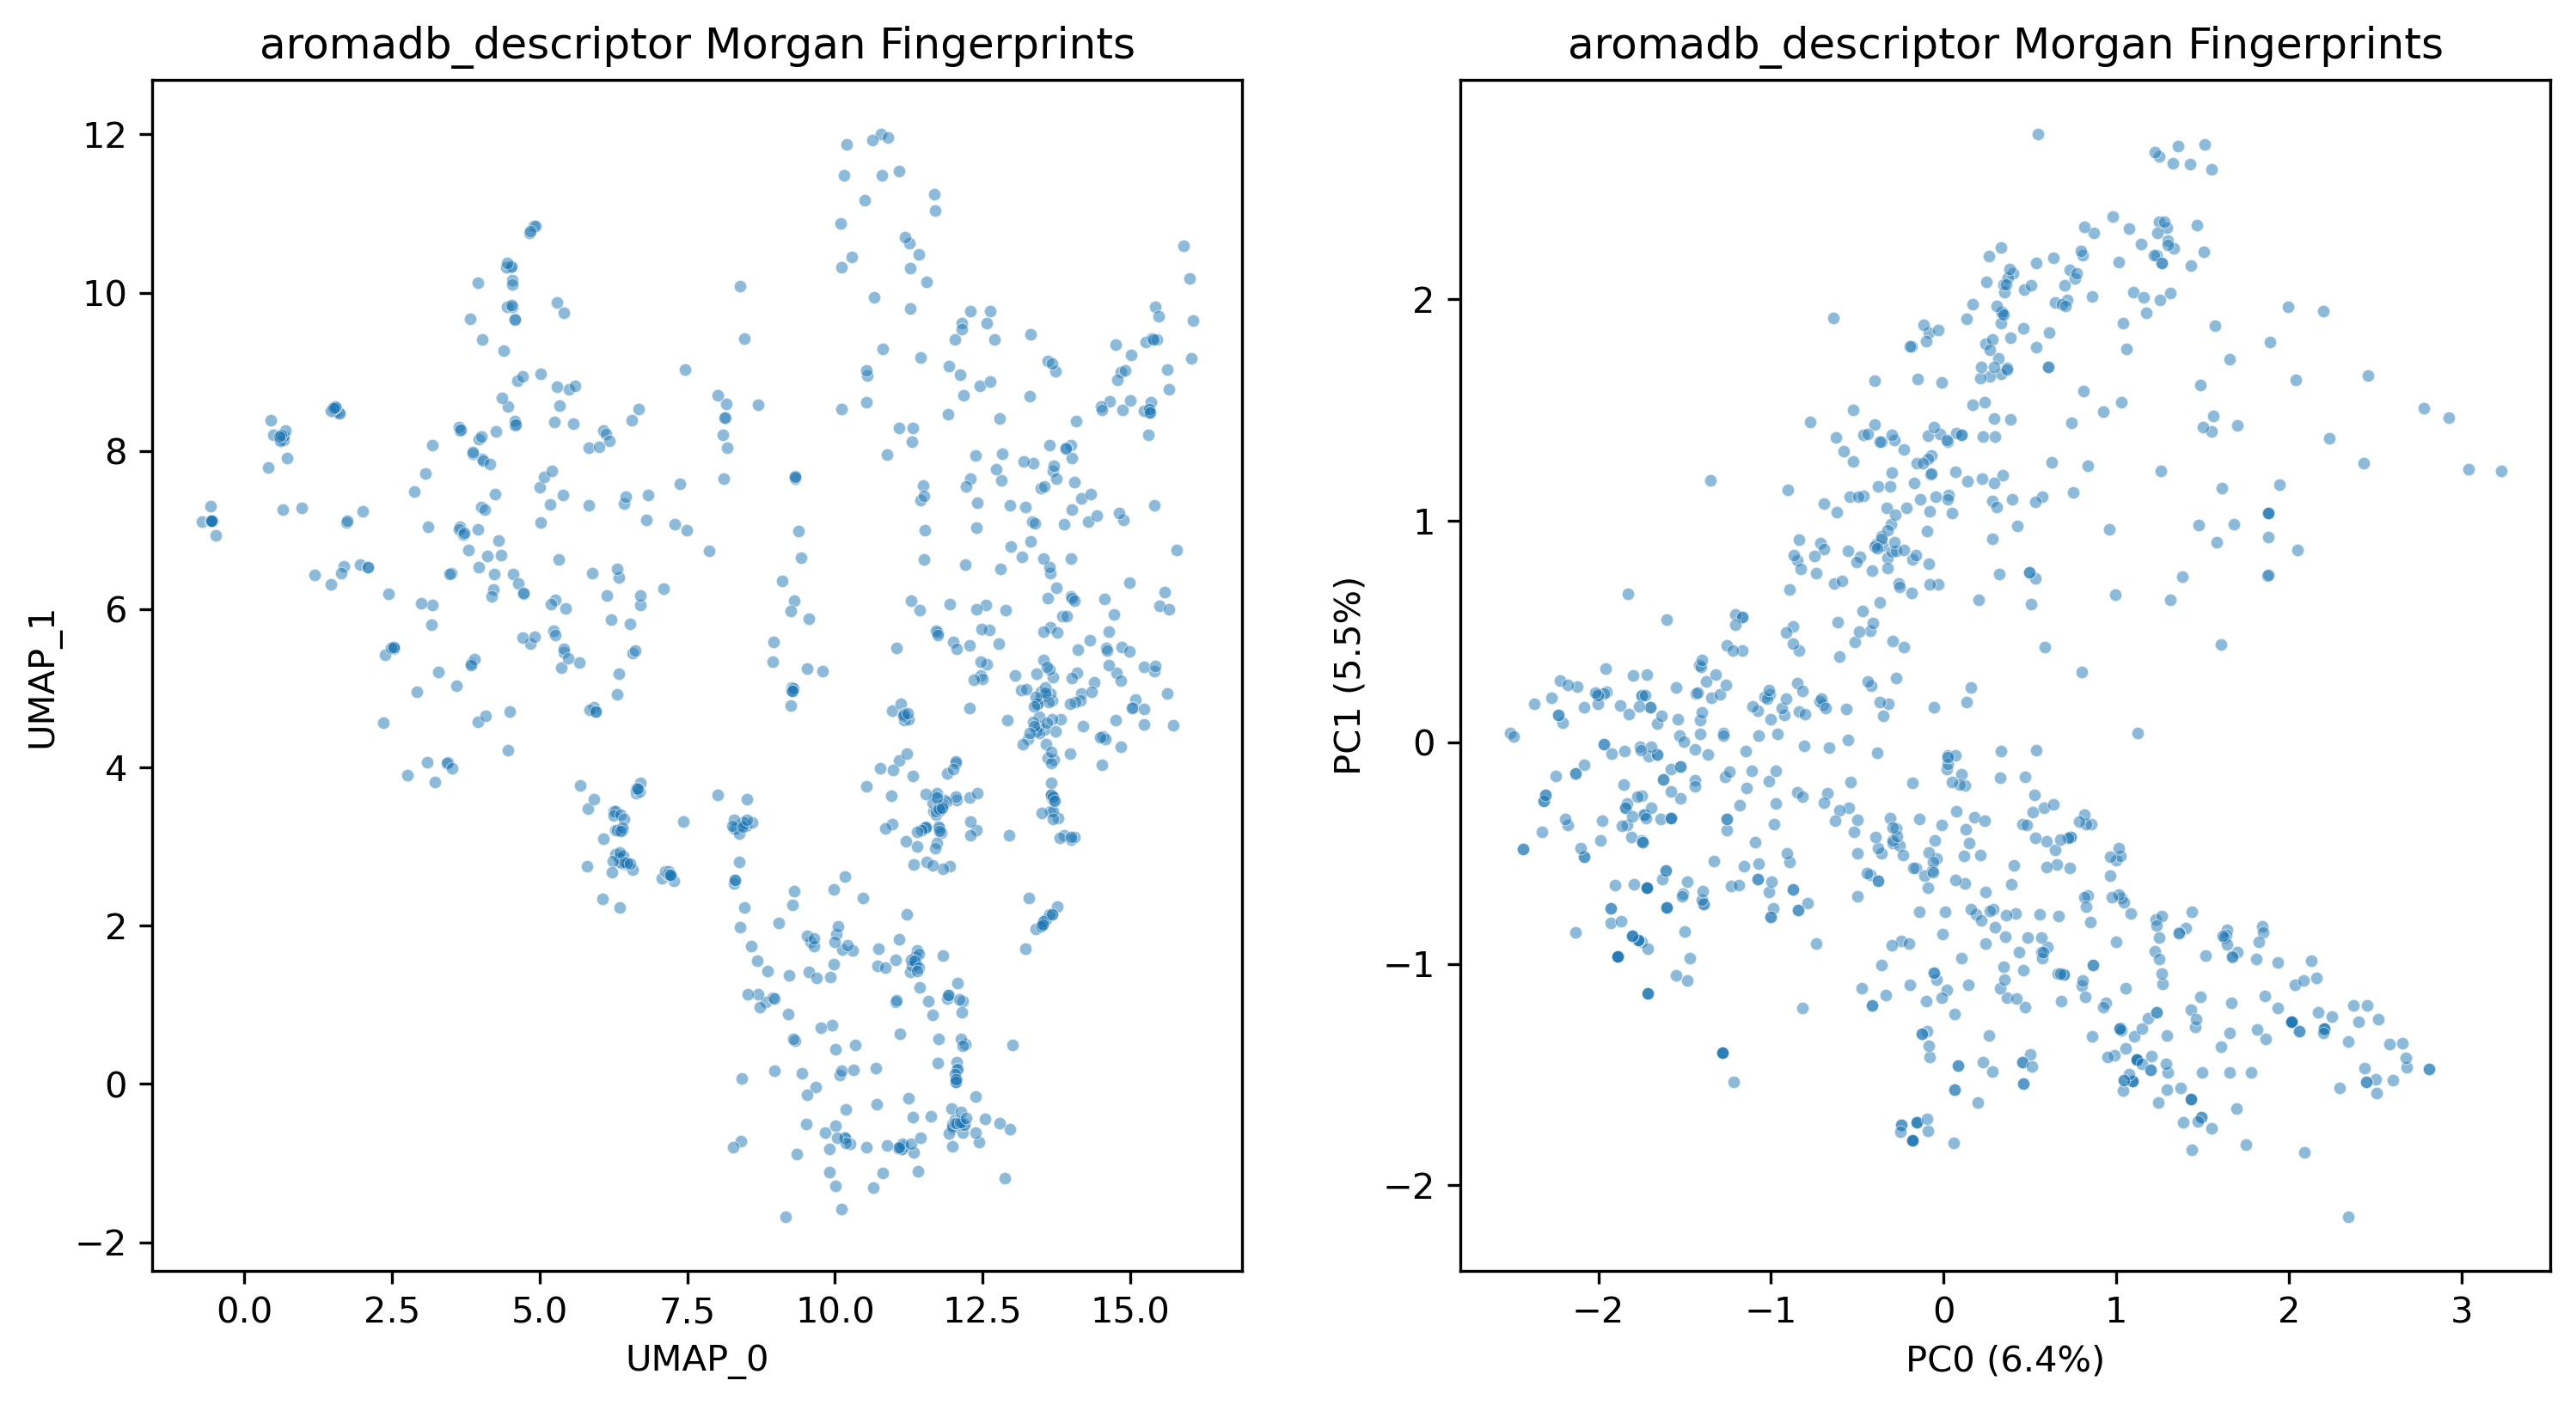 aromadb_descriptor Morgan Fingerprints
12
10
8
6
4
2
0
−2
UMAP_1
0.0 2.5 5.0 7.5 10.0 12.5 15.0
UMAP_0
aromadb_descriptor Morgan Fingerprints
2
1
0
−1
−2
PC1 (5.5%)
−2 −1 0 1 2 3
PC0 (6.4%)